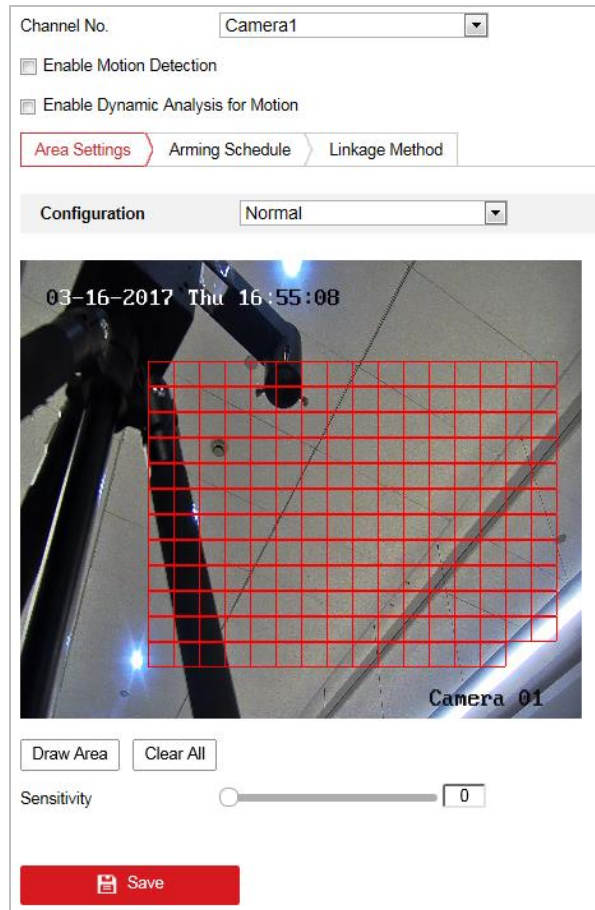 Channel No. Camera1
Enable Motion Detection
Enable Dynamic Analysis for Motion
Area Settings Arming Schedule Linkage Method
Configuration Normal
03-16-2017 Thu 16:55:08
Camera 01
Draw Area Clear All
Sensitivity 0
Save